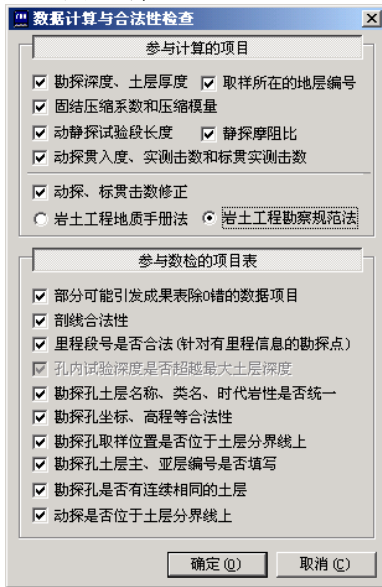 数据计算与合法性检查
参与计算的项目
勘探深度、土层厚度 取样所在的地层编号
固结压缩系数和压缩模量
动静探试验段长度 静探摩阻比
动探贯入度、实测击数和标贯实测击数
动探、标贯击数修正
岩土工程地质手册法 岩土工程勘察规范法
参与数检的项目表
部分可能引发成果表除0错的数据项目
剖线合法性
里程段号是否合法(针对有里程信息的勘探点)
孔内试验深度是否超越最大土层深度
勘探孔土层名称、类名、时代岩性是否统一
勘探孔坐标、高程等合法性
勘探孔取样位置是否位于土层分界线上
勘探孔土层主、亚层编号是否填写
勘探孔是否有连续相同的土层
动探是否位于土层分界线上
确定(O) 取消(C)